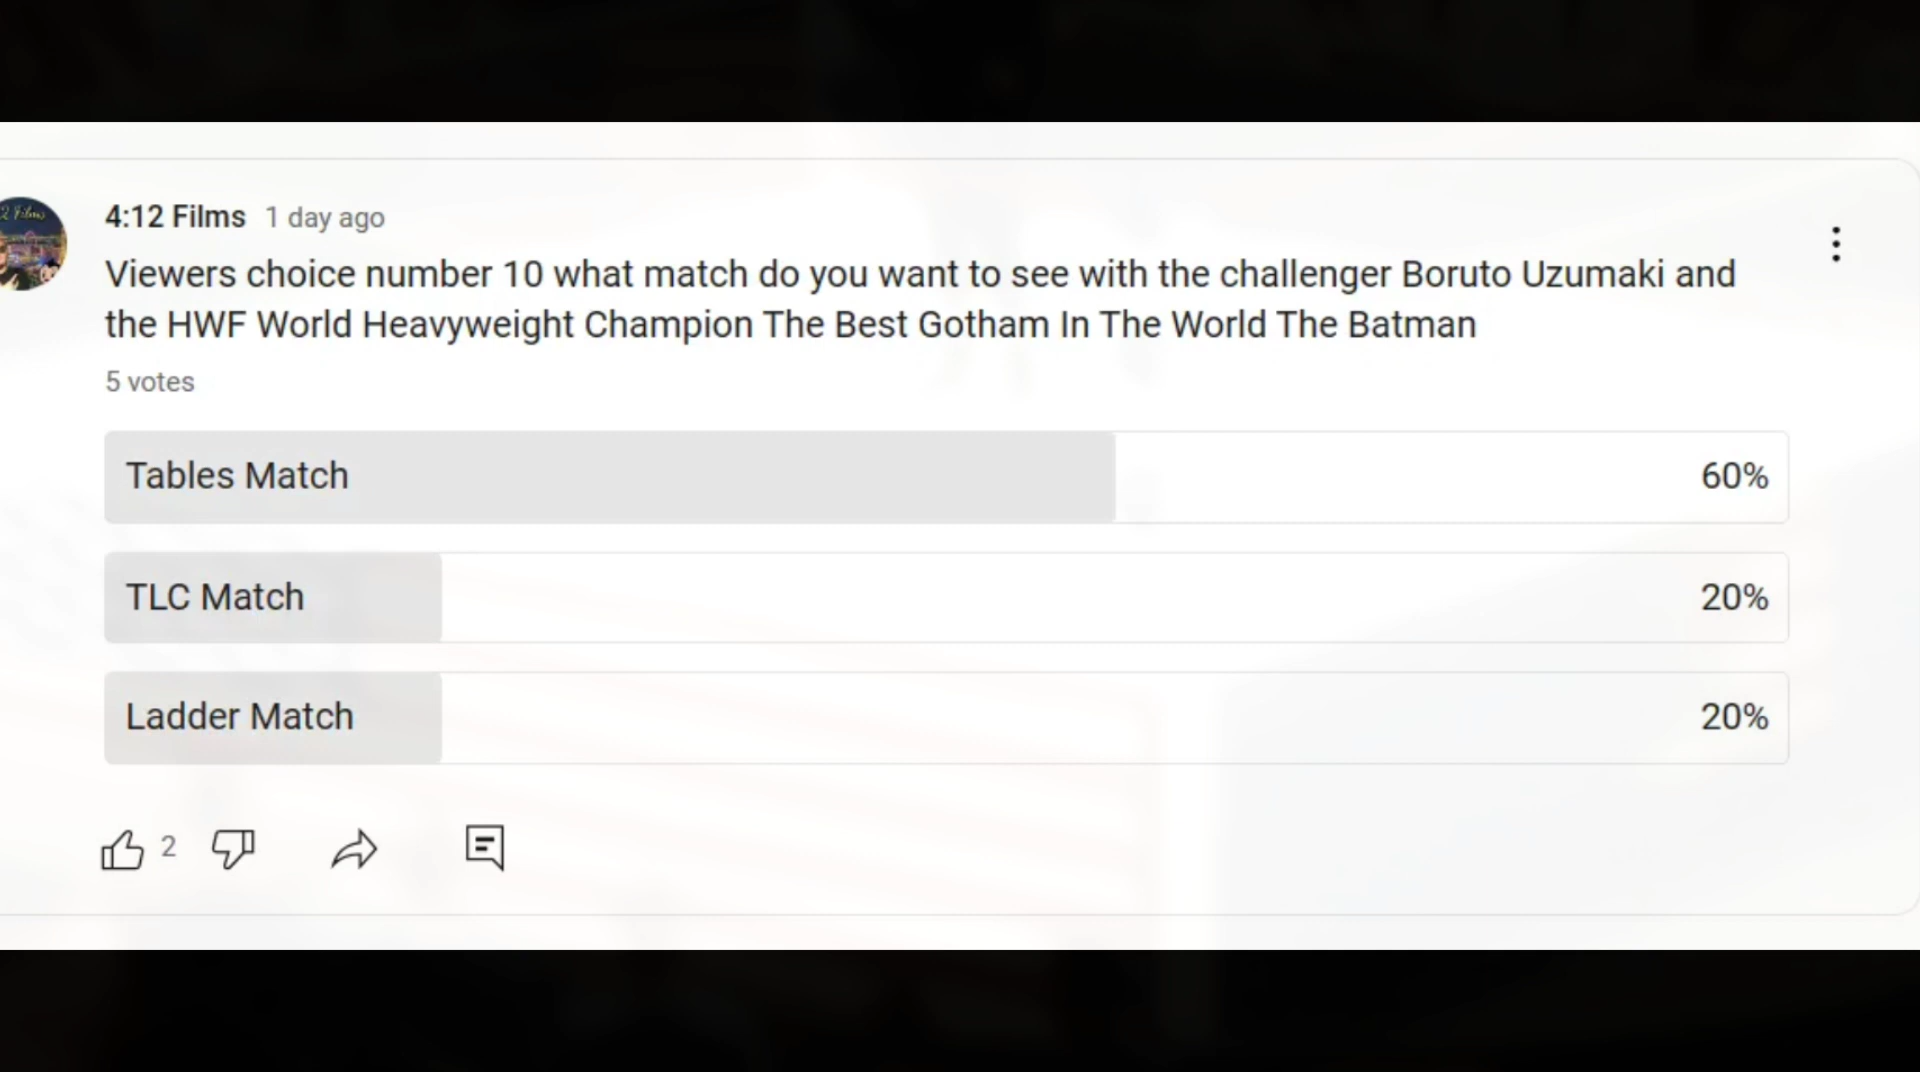 4:12 Films 1 day ago
Viewers choice number 10 what match do you want to see with the challenger Boruto Uzumaki and
the HWF World Heavyweight Champion The Best Gotham In The World The Batman
5 votes
Tables Match 60%
TLC Match 20%
Ladder Match 20%
2